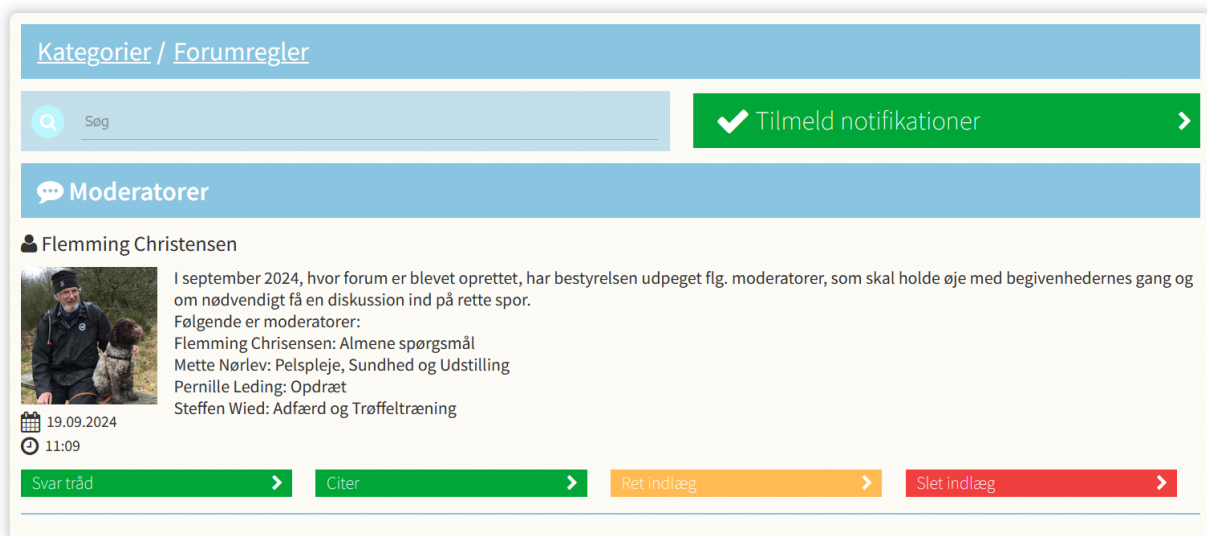 Kategorier / Forumregler
Søg
Tilmeld notifikationer
Moderatorer
Flemming Christensen
I september 2024, hvor forum er blevet oprettet, har bestyrelsen udpeget flg. moderatorer, som skal holde øje med begivenhedernes gang og
om nødvendigt få en diskussion ind på rette spor.
Følgende er moderatorer:
Flemming Chrisensen: Almene spørgsmål
Mette Nørlev: Pelspleje, Sundhed og Udstilling
Pernille Leding: Opdræt
Steffen Wied: Adfærd og Trøffeltræning
19.09.2024
11:09
Svar tråd
Citer
Ret indlæg
Slet indlæg